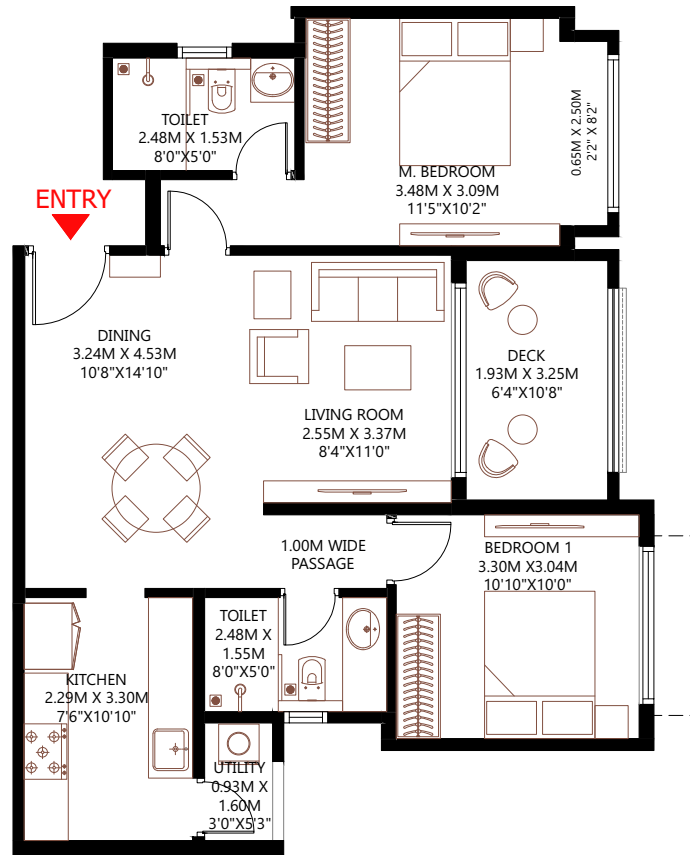 TOILET
2.48M X 1.53M
8'0"X5'0"
0.65M X 2.50M
2'2" X 8'2"
M. BEDROOM
3.48M X 3.09M
11'5"X10'2"
ENTRY
DINING
3.24M X 4.53M
10'8"X14'10"
DECK
1.93M X 3.25M
6'4"X10'8"
LIVING ROOM
2.55M X 3.37M
8'4"X11'0"
1.00M WIDE
PASSAGE
BEDROOM 1
3.30M X3.04M
10'10"X10'0"
TOILET
2.48M X
1.55M
8'0"X5'0"
KITCHEN
2.29M X 3.30M
7'6"X10'10"
UTILITY
0.93M X
1.60M
3'0"X5'3"